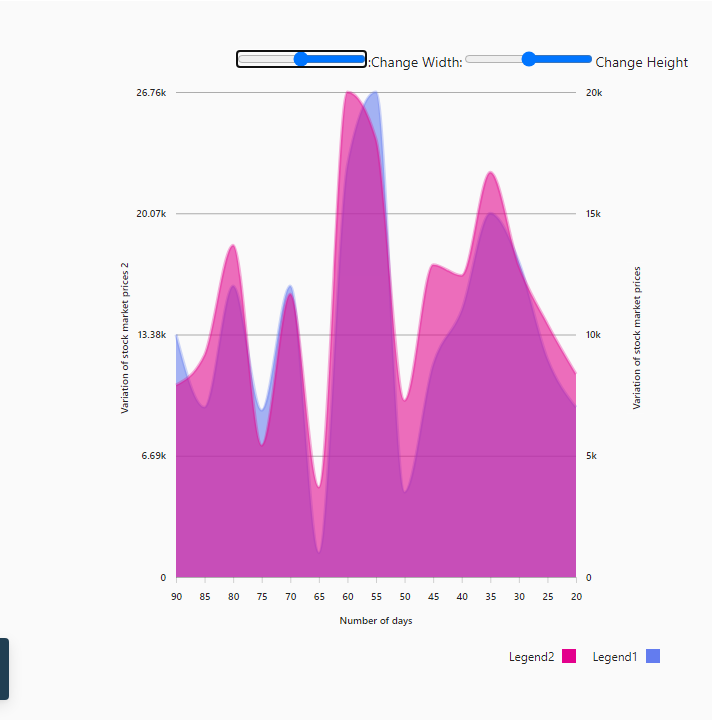 :Change Width: Change Height
26.76k
20.07k
13.38k
6.69k
0
Variation of stock market prices 2
20k
15k
10k
5k
0
Variation of stock market prices
90 85 80 75 70 65 60 55 50 45 40 35 30 25 20
Number of days
Legend2 Legend1